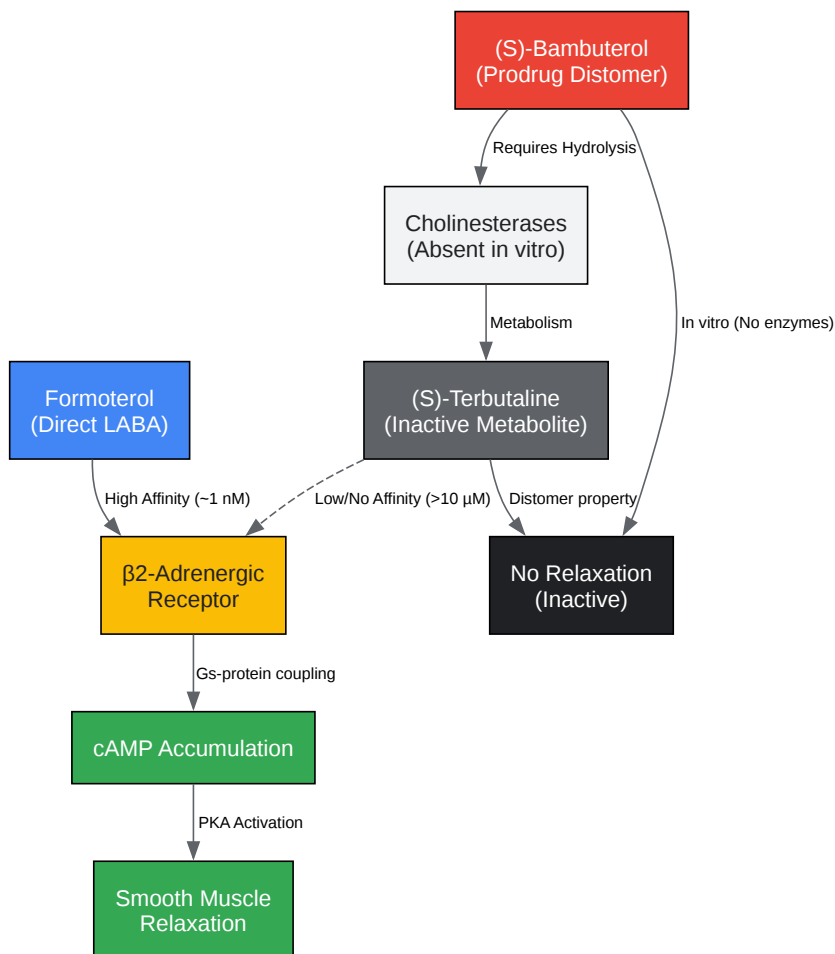 (S)-Bambuterol
(Prodrug Distomer)
Requires Hydrolysis
Cholinesterases
(Absent in vitro)
Metabolism
In vitro (No enzymes)
Formoterol
(Direct LABA)
(S)-Terbutaline
(Inactive Metabolite)
High Affinity (~1 nM)
Low/No Affinity (>10 µM)
Distomer property
β2-Adrenergic
Receptor
No Relaxation
(Inactive)
Gs-protein coupling
cAMP Accumulation
PKA Activation
Smooth Muscle
Relaxation